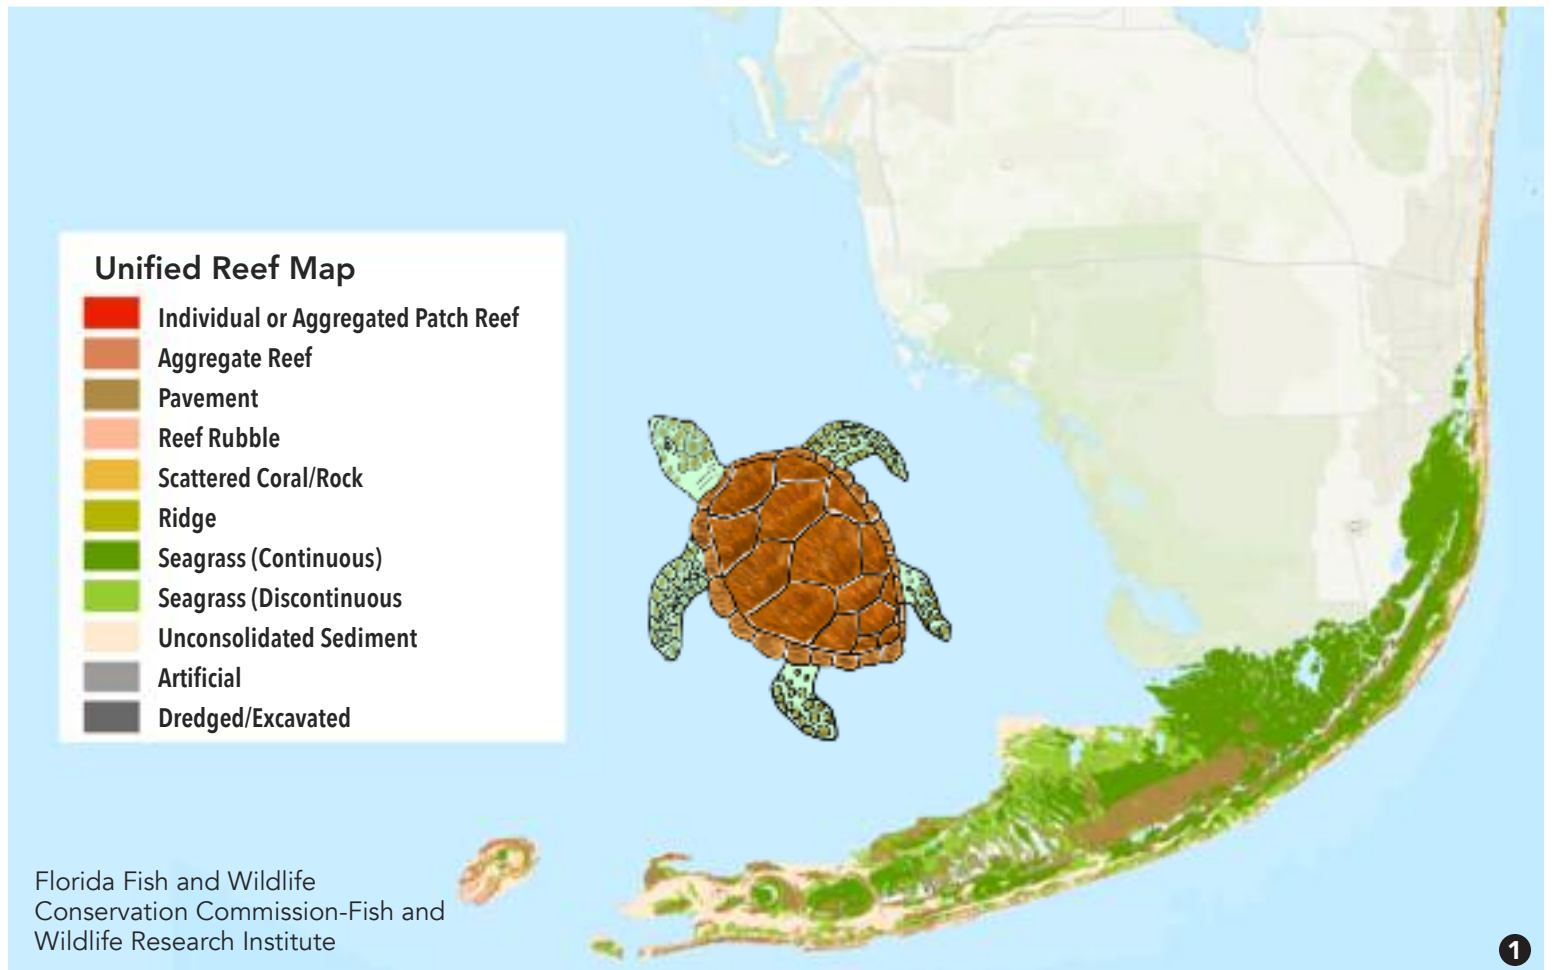 Unified Reef Map
Individual or Aggregated Patch Reef
Aggregate Reef
Pavement
Reef Rubble
Scattered Coral/Rock
Ridge
Seagrass (Continuous)
Seagrass (Discontinuous
Unconsolidated Sediment
Artificial
Dredged/Excavated
Florida Fish and Wildlife
Conservation Commission-Fish and
Wildlife Research Institute
1